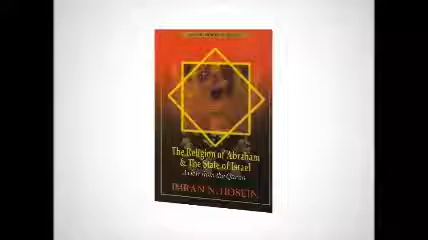 The Religion of Abraham
& The State of Israel
A view from the Qur'an
IMRAN N. HOSEIN